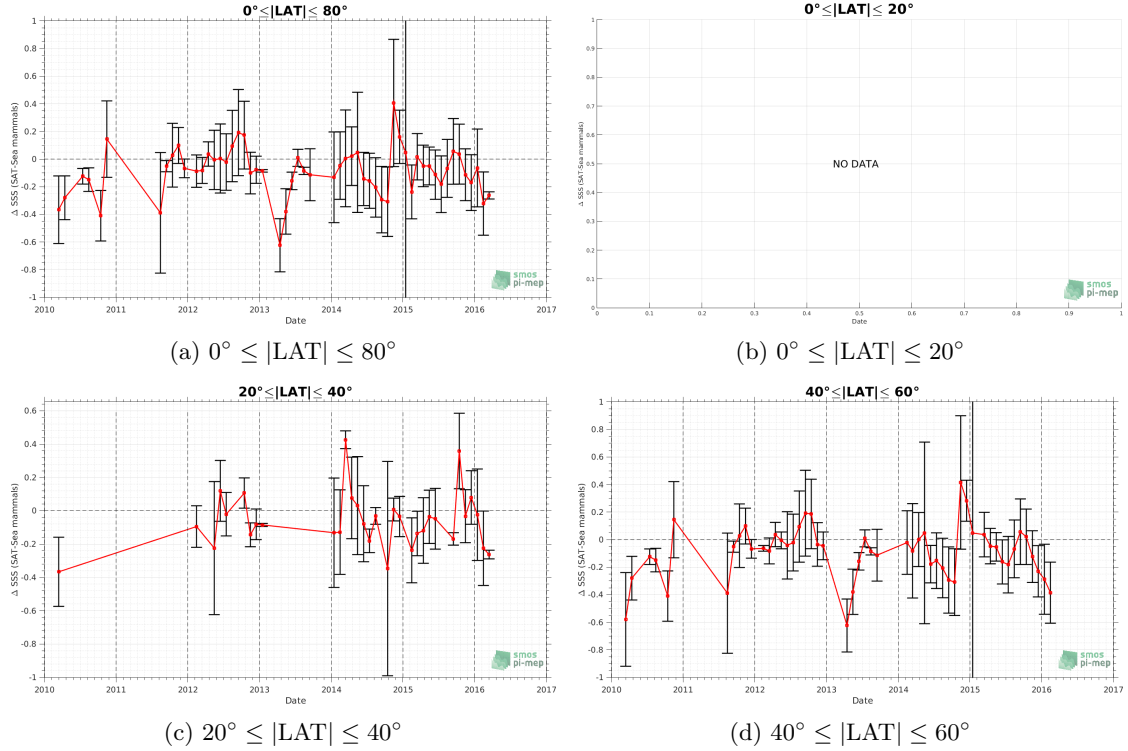 0°≤|LAT|≤ 80°
Δ SSS (SAT-Sea mammals)
1
0.8
0.6
0.4
0.2
0
-0.2
-0.4
-0.6
-0.8
-1
2010 2011 2012 2013 2014 2015 2016 2017
Date
smos
pi-mep
(a) 0° ≤ |LAT| ≤ 80°
0°≤|LAT|≤ 20°
Δ SSS (SAT-Sea mammals)
1
0.9
0.8
0.7
0.6
0.5
0.4
0.3
0.2
0.1
0
NO DATA
0 0.1 0.2 0.3 0.4 0.5 0.6 0.7 0.8 0.9 1
Date
smos
pi-mep
(b) 0° ≤ |LAT| ≤ 20°
20°≤|LAT|≤ 40°
Δ SSS (SAT-Sea mammals)
0.6
0.4
0.2
0
-0.2
-0.4
-0.6
-0.8
-1
2010 2011 2012 2013 2014 2015 2016 2017
Date
smos
pi-mep
(c) 20° ≤ |LAT| ≤ 40°
40°≤|LAT|≤ 60°
Δ SSS (SAT-Sea mammals)
1
0.8
0.6
0.4
0.2
0
-0.2
-0.4
-0.6
-0.8
-1
2010 2011 2012 2013 2014 2015 2016 2017
Date
smos
pi-mep
(d) 40° ≤ |LAT| ≤ 60°